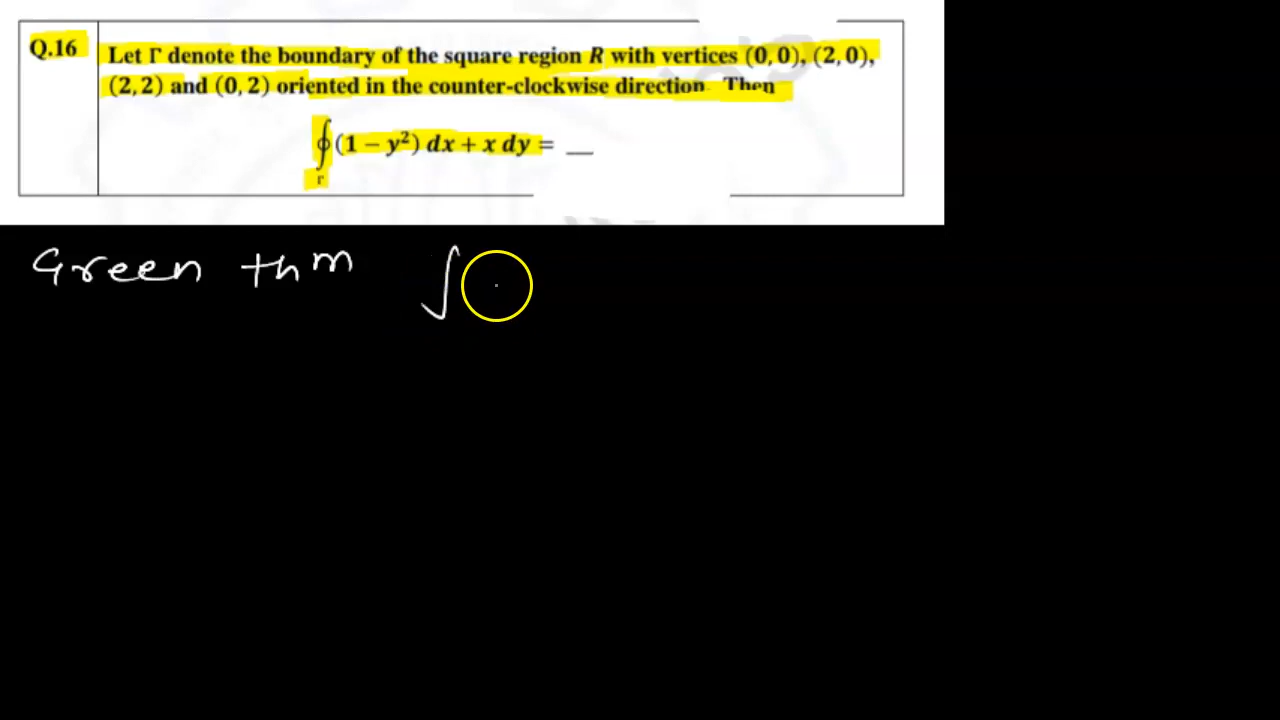 Q.16
Let Γ denote the boundary of the square region R with vertices (0, 0), (2, 0),
(2, 2) and (0, 2) oriented in the counter-clockwise direction. Then
∮(1 − y²) dx + x dy = __
Γ
Green thm ∫